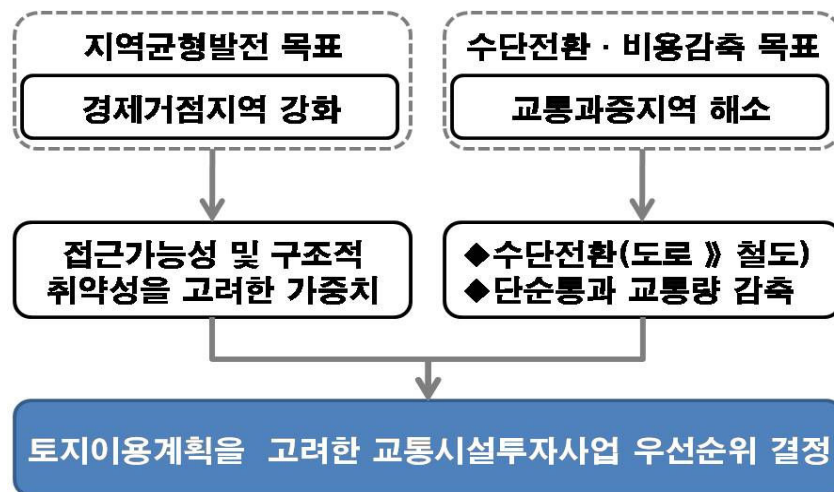 지역균형발전 목표
경제거점지역 강화
수단전환 · 비용감축 목표
교통과중지역 해소
접근가능성 및 구조적
취약성을 고려한 가중치
◆수단전환(도로 》 철도)
◆단순통과 교통량 감축
토지이용계획을 고려한 교통시설투자사업 우선순위 결정